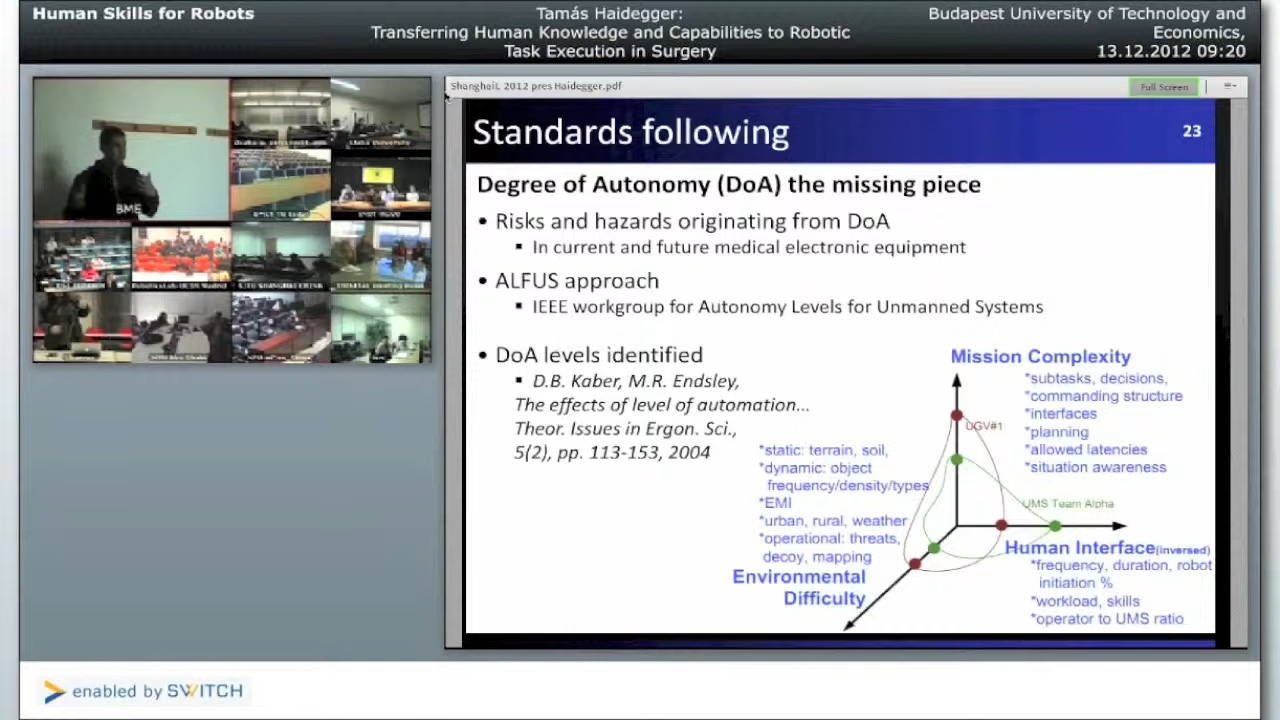 Human Skills for Robots
Tamás Haidegger:
Transferring Human Knowledge and Capabilities to Robotic
Task Execution in Surgery
Budapest University of Technology and
Economics,
13.12.2012 09:20
BME
ShanghaiL 2012 pres Haidegger.pdf
Full Screen
Standards following
23
Degree of Autonomy (DoA) the missing piece
• Risks and hazards originating from DoA
▪ In current and future medical electronic equipment
• ALFUS approach
▪ IEEE workgroup for Autonomy Levels for Unmanned Systems
• DoA levels identified
▪ D.B. Kaber, M.R. Endsley,
The effects of level of automation...
Theor. Issues in Ergon. Sci.,
5(2), pp. 113-153, 2004
Mission Complexity
*subtasks, decisions,
*commanding structure
*interfaces
*planning
*allowed latencies
*situation awareness
UGV#1
*static: terrain, soil,
*dynamic: object
frequency/density/types
*EMI
*urban, rural, weather
*operational: threats,
decoy, mapping
Environmental
Difficulty
UMS Team Alpha
Human Interface(inversed)
*frequency, duration, robot
initiation %
*workload, skills
*operator to UMS ratio
enabled by SWITCH